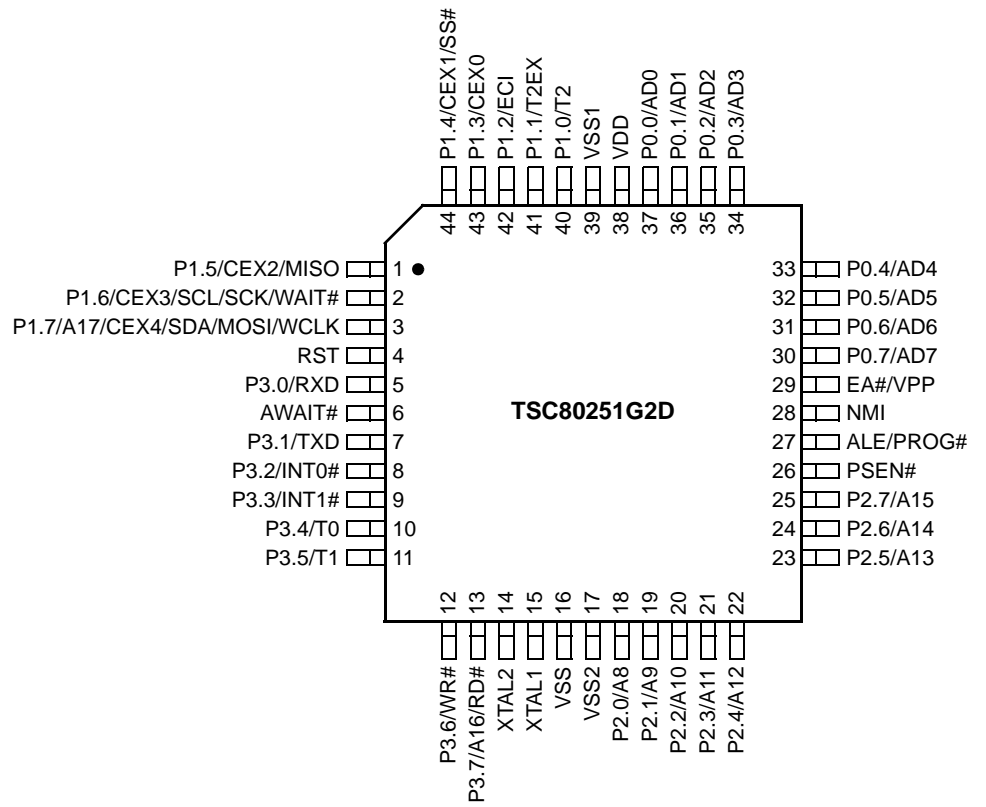 P1.4/CEX1/SS#
P1.3/CEX0
P1.2/ECI
P1.1/T2EX
P1.0/T2
VSS1
VDD
P0.0/AD0
P0.1/AD1
P0.2/AD2
P0.3/AD3
44
43
42
41
40
39
38
37
36
35
34
P1.5/CEX2/MISO 1
P1.6/CEX3/SCL/SCK/WAIT# 2
P1.7/A17/CEX4/SDA/MOSI/WCLK 3
RST 4
P3.0/RXD 5
AWAIT# 6
P3.1/TXD 7
P3.2/INT0# 8
P3.3/INT1# 9
P3.4/T0 10
P3.5/T1 11
TSC80251G2D
33 P0.4/AD4
32 P0.5/AD5
31 P0.6/AD6
30 P0.7/AD7
29 EA#/VPP
28 NMI
27 ALE/PROG#
26 PSEN#
25 P2.7/A15
24 P2.6/A14
23 P2.5/A13
12
13
14
15
16
17
18
19
20
21
22
P3.6/WR#
P3.7/A16/RD#
XTAL2
XTAL1
VSS
VSS2
P2.0/A8
P2.1/A9
P2.2/A10
P2.3/A11
P2.4/A12